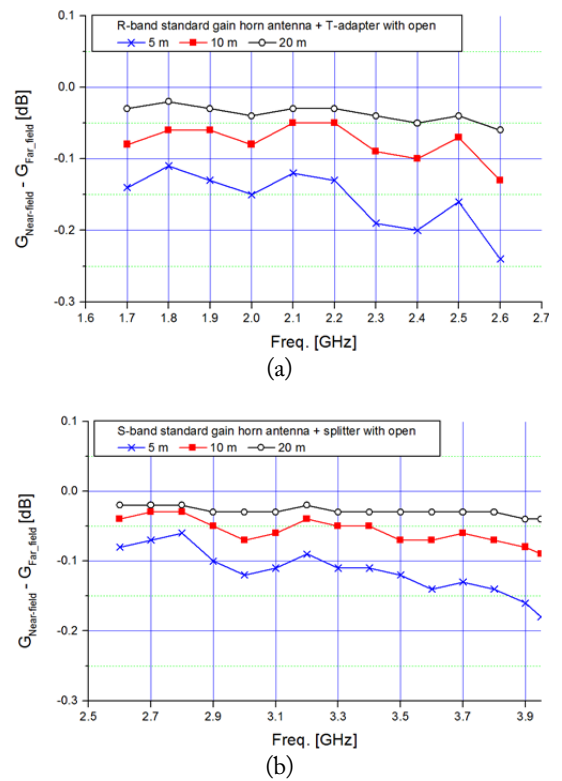 R-band standard gain horn antenna + T-adapter with open
5 m 10 m 20 m
0.1
0.0
-0.1
-0.2
-0.3
G_Near-field - G_Far_field [dB]
1.6 1.7 1.8 1.9 2.0 2.1 2.2 2.3 2.4 2.5 2.6 2.7
Freq. [GHz]
(a)
S-band standard gain horn antenna + splitter with open
5 m 10 m 20 m
0.1
0.0
-0.1
-0.2
-0.3
G_Near-field - G_Far_field [dB]
2.5 2.7 2.9 3.1 3.3 3.5 3.7 3.9
Freq. [GHz]
(b)